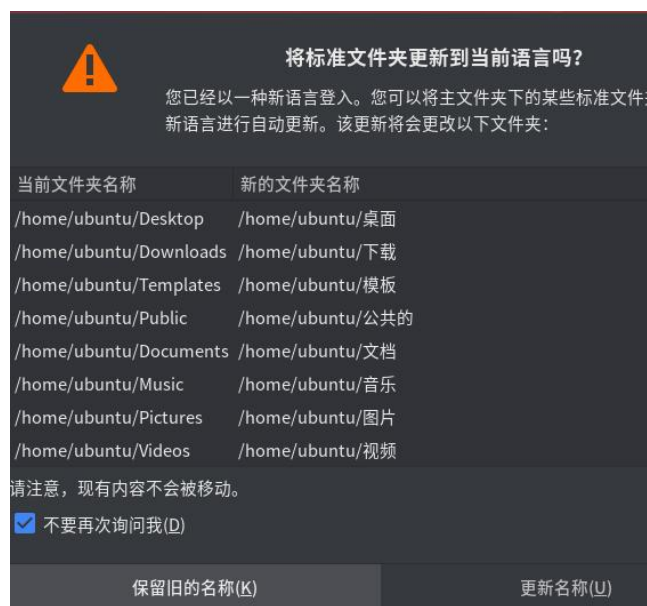 将标准文件夹更新到当前语言吗?
您已经以一种新语言登入。您可以将主文件夹下的某些标准文件
新语言进行自动更新。该更新将会更改以下文件夹:
当前文件夹名称 新的文件夹名称
/home/ubuntu/Desktop /home/ubuntu/桌面
/home/ubuntu/Downloads /home/ubuntu/下载
/home/ubuntu/Templates /home/ubuntu/模板
/home/ubuntu/Public /home/ubuntu/公共的
/home/ubuntu/Documents /home/ubuntu/文档
/home/ubuntu/Music /home/ubuntu/音乐
/home/ubuntu/Pictures /home/ubuntu/图片
/home/ubuntu/Videos /home/ubuntu/视频
请注意，现有内容不会被移动。
不要再次询问我(D)
保留旧的名称(K) 更新名称(U)